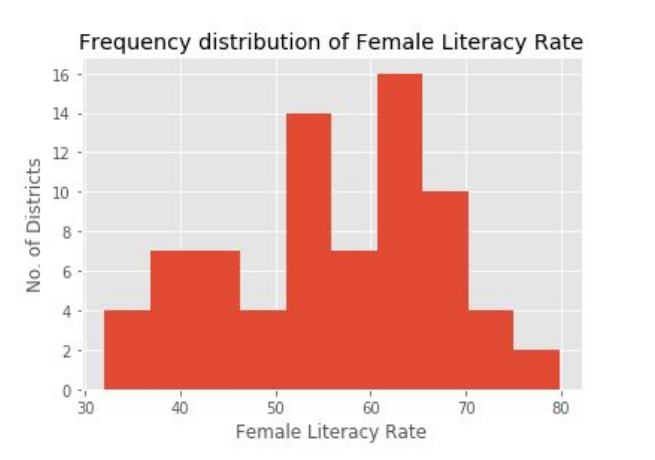 Frequency distribution of Female Literacy Rate
16
14
12
10
8
6
4
2
0
No. of Districts
30 40 50 60 70 80
Female Literacy Rate